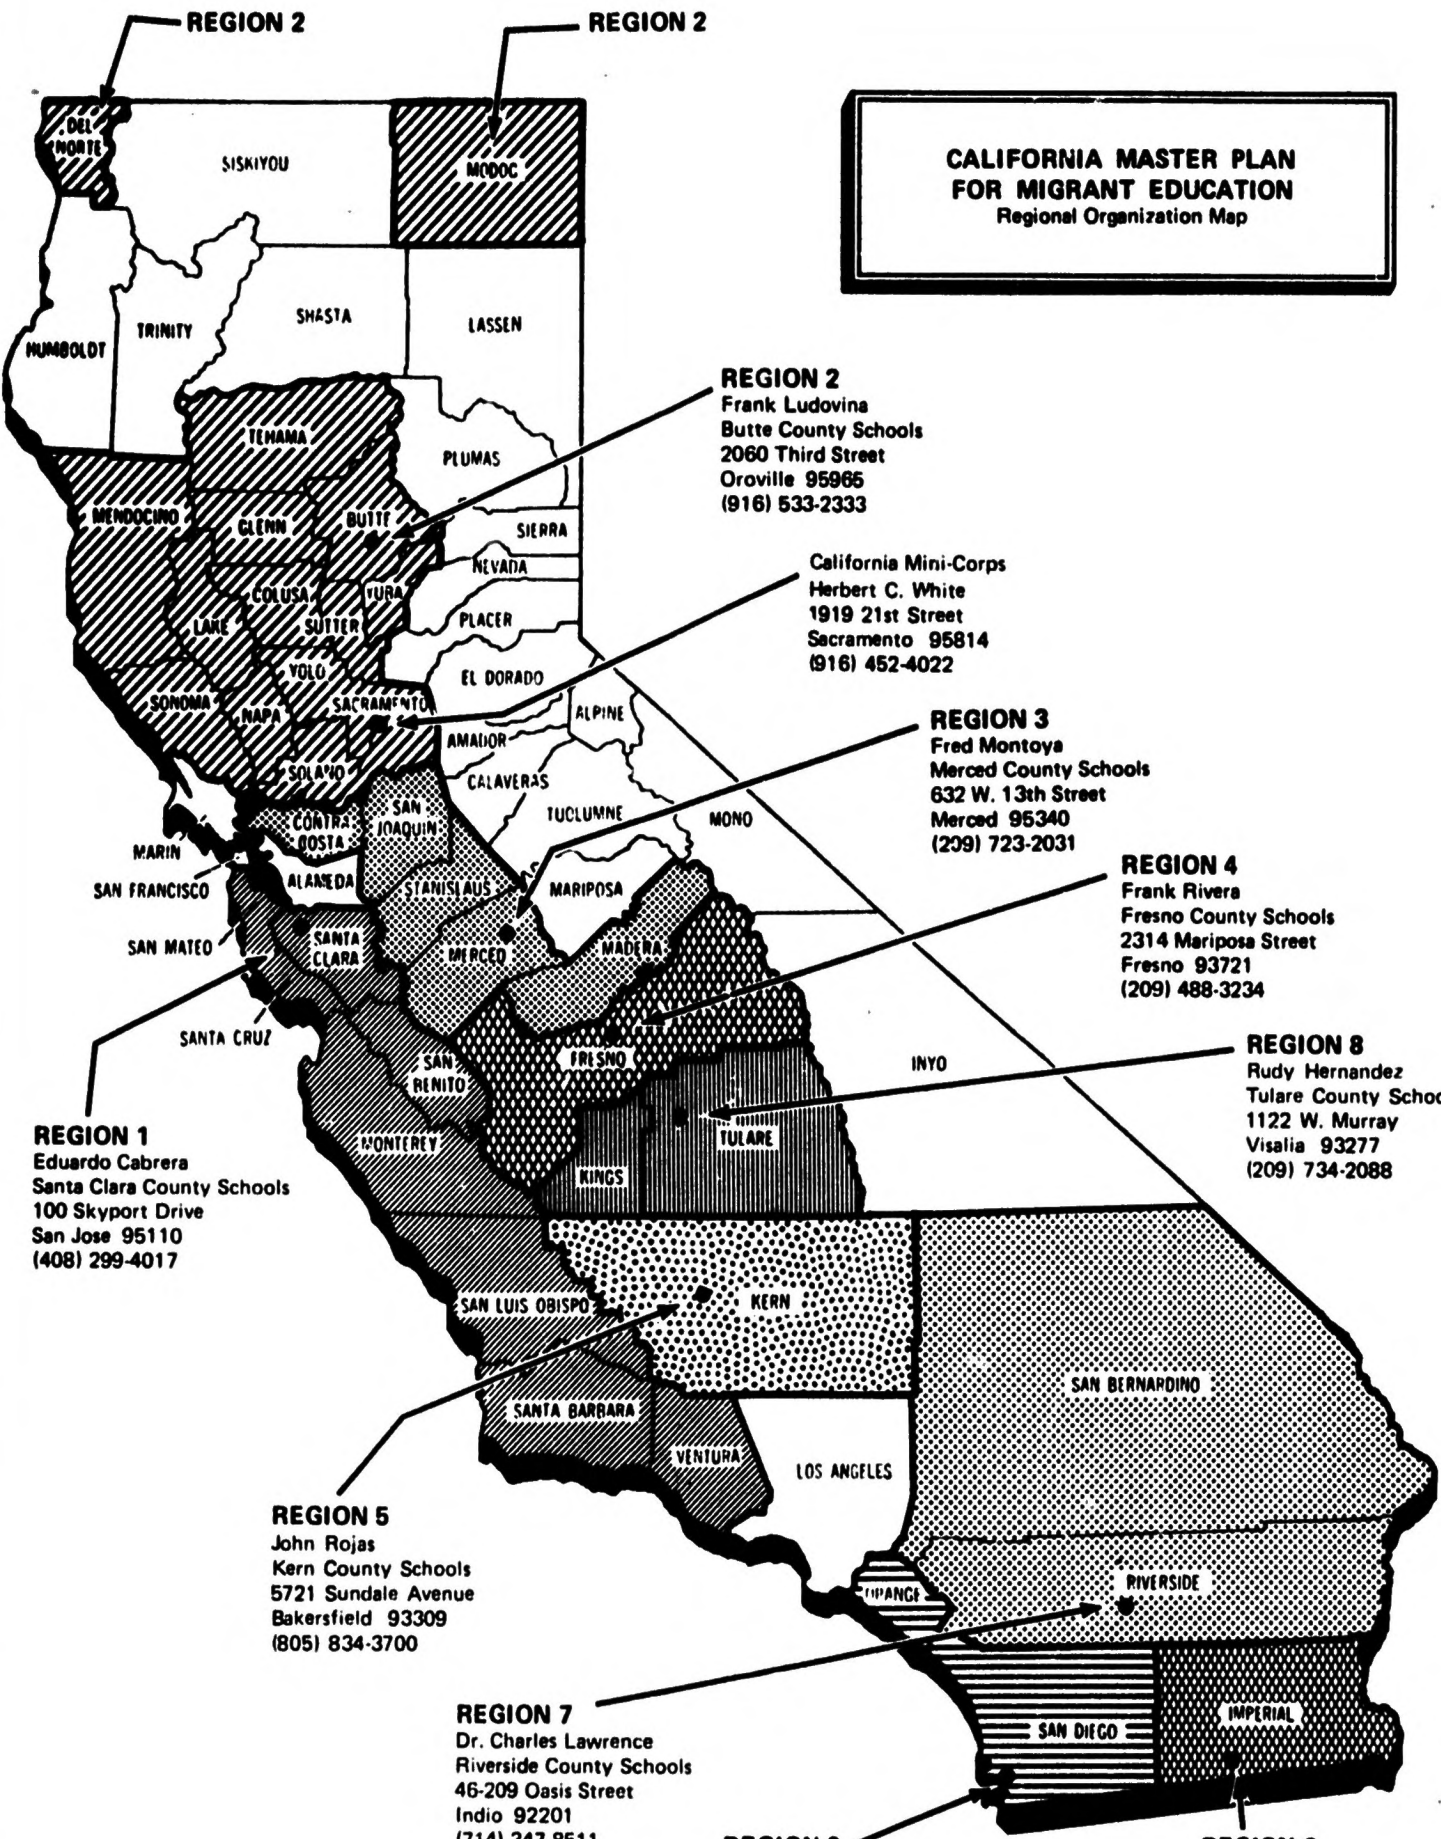 REGION 2
REGION 2
CALIFORNIA MASTER PLAN
FOR MIGRANT EDUCATION
Regional Organization Map
DEL
NORTE
SISKIYOU
MODOC
HUMBOLDT
TRINITY
SHASTA
LASSEN
REGION 2
Frank Ludovina
Butte County Schools
2060 Third Street
Oroville 95965
(916) 533-2333
TEHAMA
PLUMAS
MENDOCINO
GLENN
BUTTE
SIERRA
NEVADA
COLUSA
YUBA
LAKE
SUTTER
PLACER
California Mini-Corps
Herbert C. White
1919 21st Street
Sacramento 95814
(916) 452-4022
YOLO
EL DORADO
SONOMA
NAPA
SACRAMENTO
ALPINE
AMADOR
SOLANO
CALAVERAS
REGION 3
Fred Montoya
Merced County Schools
632 W. 13th Street
Merced 95340
(209) 723-2031
SAN
JOAQUIN
CONTRA
COSTA
TUOLUMNE
MONO
MARIN
SAN FRANCISCO
ALAMEDA
STANISLAUS
MARIPOSA
REGION 4
Frank Rivera
Fresno County Schools
2314 Mariposa Street
Fresno 93721
(209) 488-3234
SAN MATEO
SANTA
CLARA
MERCED
MADERA
SANTA CRUZ
SAN
BENITO
FRESNO
INYO
REGION 8
Rudy Hernandez
Tulare County Schoo
1122 W. Murray
Visalia 93277
(209) 734-2088
REGION 1
Eduardo Cabrera
Santa Clara County Schools
100 Skyport Drive
San Jose 95110
(408) 299-4017
MONTEREY
KINGS
TULARE
SAN LUIS OBISPO
KERN
SAN BERNARDINO
SANTA BARBARA
VENTURA
LOS ANGELES
REGION 5
John Rojas
Kern County Schools
5721 Sundale Avenue
Bakersfield 93309
(805) 834-3700
ORANGE
RIVERSIDE
REGION 7
Dr. Charles Lawrence
Riverside County Schools
46-209 Oasis Street
Indio 92201
SAN DIEGO
IMPERIAL